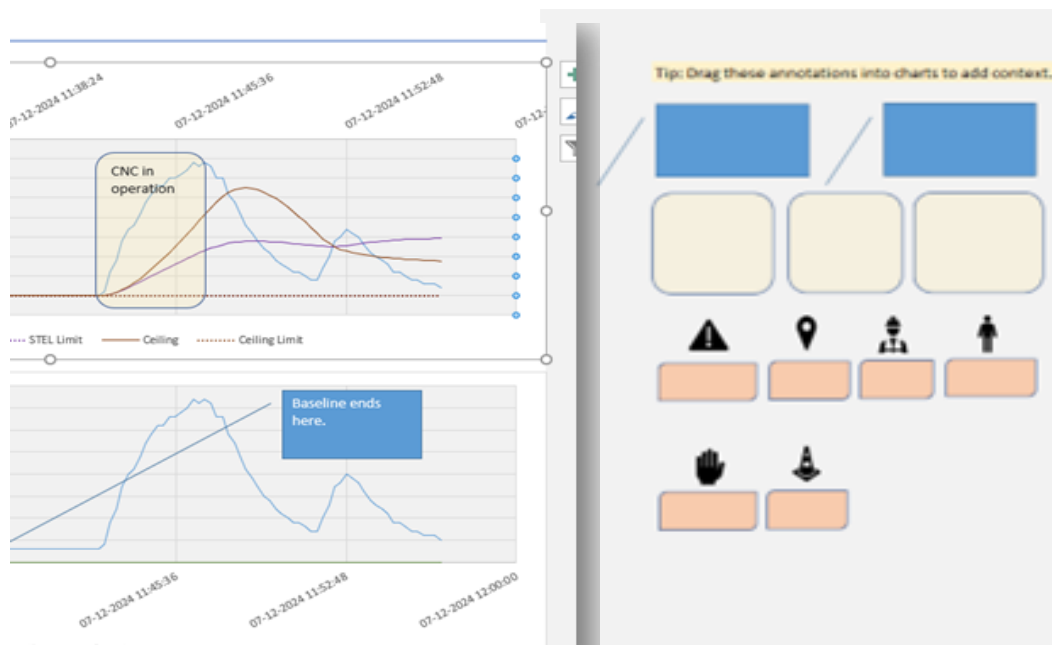 Tip: Drag these annotations into charts to add context.
07-12-2024 11:38:24
07-12-2024 11:45:36
07-12-2024 11:52:48
07-12-
CNC in
operation
STEL Limit
Ceiling
Ceiling Limit
Baseline ends
here.
07-12-2024 11:45:36
07-12-2024 11:52:48
07-12-2024 12:00:00